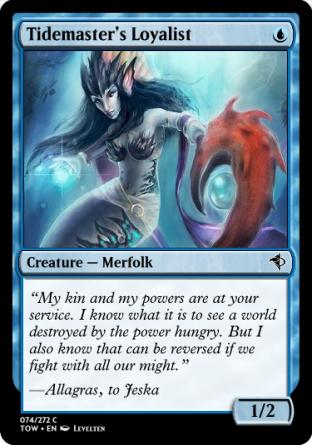 Tidemaster's Loyalist
Creature — Merfolk
“My kin and my powers are at your
service. I know what it is to see a world
destroyed by the power hungry. But I
also know that can be reversed if we
fight with all our might.”
—Allagras, to Jeska
1/2
074/272 C
TOW • EN Levelten